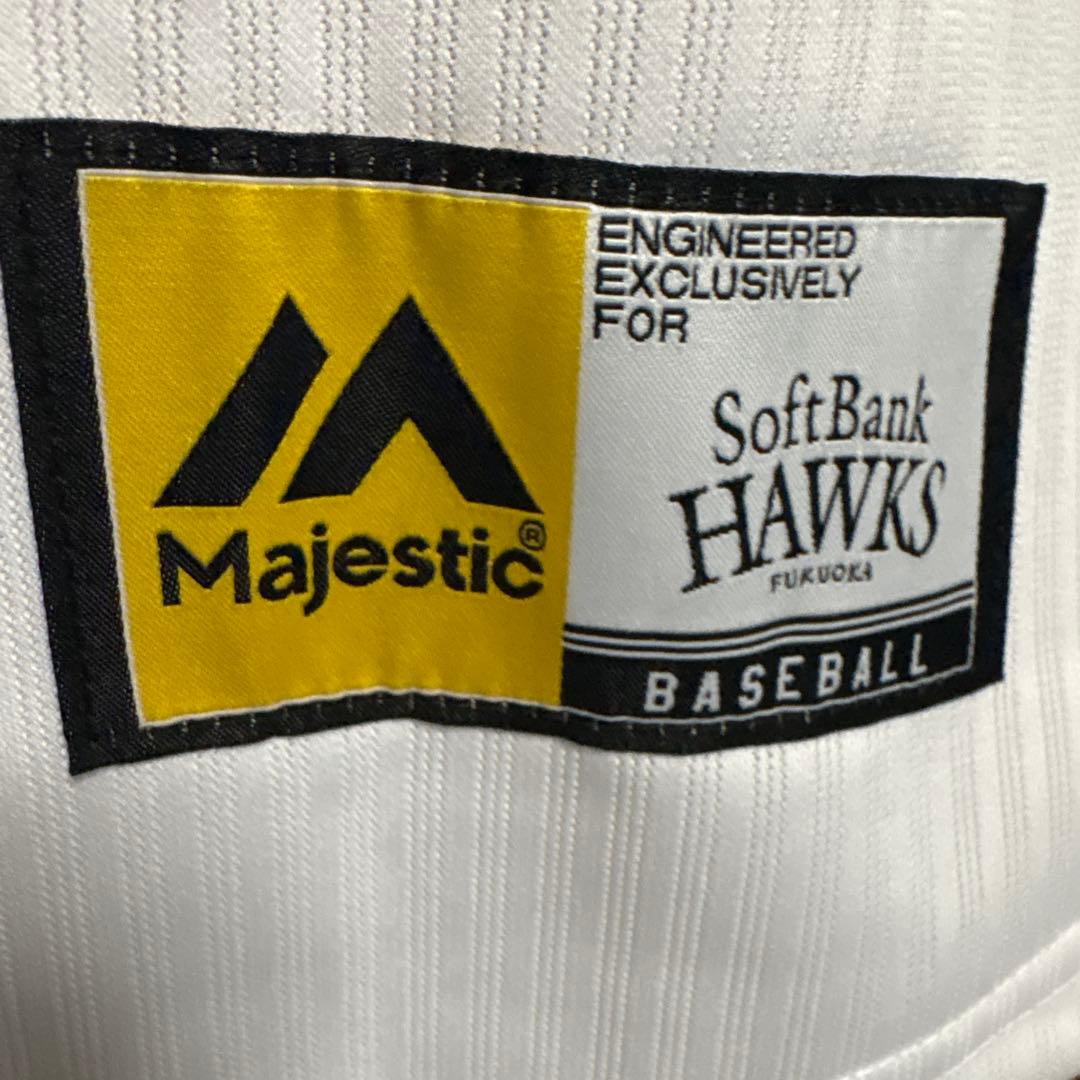 Majestic®
ENGINEERED
EXCLUSIVELY
FOR
SoftBank
HAWKS
FUKUOKA
BASEBALL